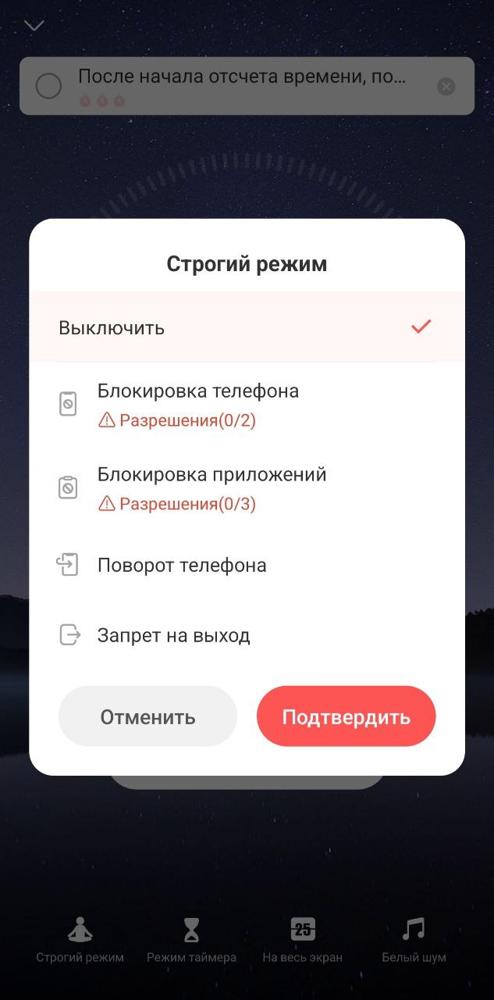 После начала отсчета времени, по...
Строгий режим
Выключить
Блокировка телефона
Разрешения(0/2)
Блокировка приложений
Разрешения(0/3)
Поворот телефона
Запрет на выход
Отменить
Подтвердить
25
Строгий режим
Режим таймера
На весь экран
Белый шум